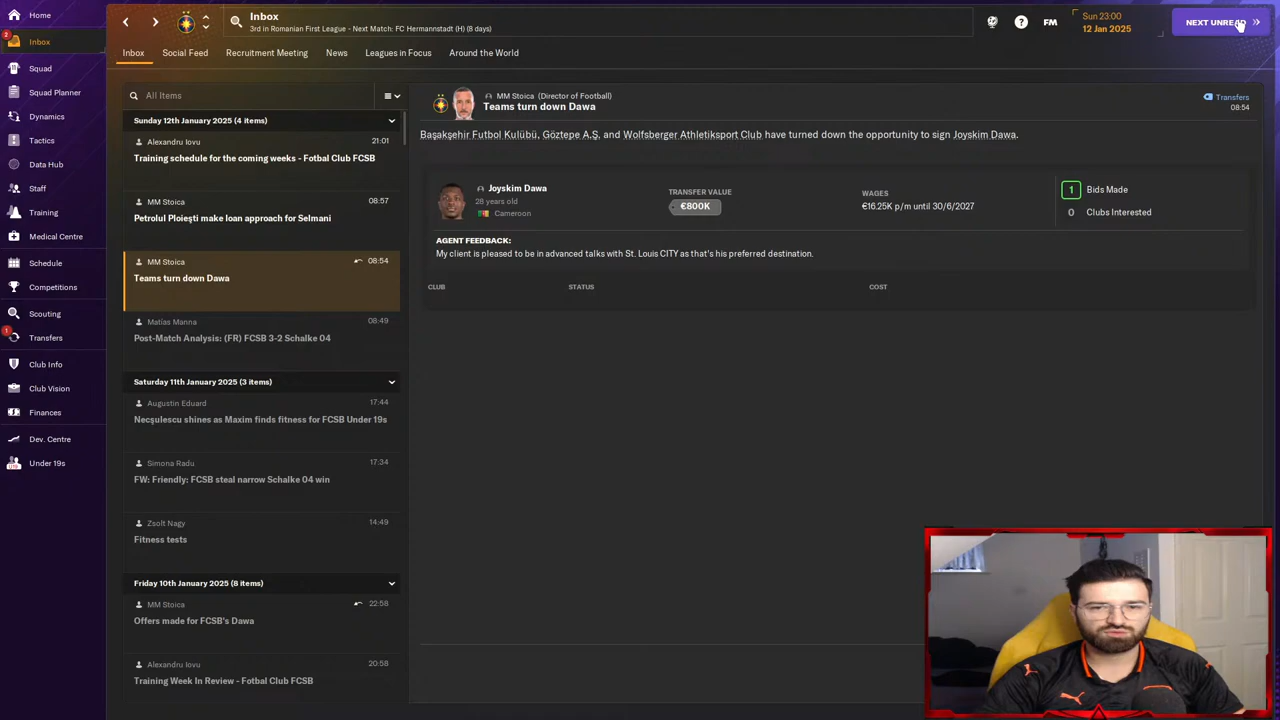 Home
2
Inbox
Squad
Squad Planner
Dynamics
Tactics
Data Hub
Staff
Training
Medical Centre
Schedule
Competitions
Scouting
1
Transfers
Club Info
Club Vision
Finances
Dev. Centre
U19
Under 19s
Inbox
3rd in Romanian First League - Next Match: FC Hermannstadt (H) (8 days)
FM
Sun 23:00
12 Jan 2025
NEXT UNREAD
Inbox
Social Feed
Recruitment Meeting
News
Leagues in Focus
Around the World
All Items
Sunday 12th January 2025 (4 items)
Alexandru Iovu 21:01
Training schedule for the coming weeks - Fotbal Club FCSB
MM Stoica 08:57
Petrolul Ploiești make loan approach for Selmani
MM Stoica 08:54
Teams turn down Dawa
Matías Manna 08:49
Post-Match Analysis: (FR) FCSB 3-2 Schalke 04
Saturday 11th January 2025 (3 items)
Augustin Eduard 17:44
Necșulescu shines as Maxim finds fitness for FCSB Under 19s
Simona Radu 17:34
FW: Friendly: FCSB steal narrow Schalke 04 win
Zsolt Nagy 14:49
Fitness tests
Friday 10th January 2025 (8 items)
MM Stoica 22:58
Offers made for FCSB's Dawa
Alexandru Iovu 20:58
Training Week In Review - Fotbal Club FCSB
MM Stoica (Director of Football)
Teams turn down Dawa
Transfers
08:54
Başakşehir Futbol Kulübü, Göztepe A.Ş. and Wolfsberger Athletiksport Club have turned down the opportunity to sign Joyskim Dawa.
Joyskim Dawa
28 years old
Cameroon
TRANSFER VALUE
€800K
WAGES
€16.25K p/m until 30/6/2027
1 Bids Made
0 Clubs Interested
AGENT FEEDBACK:
My client is pleased to be in advanced talks with St. Louis CITY as that's his preferred destination.
CLUB STATUS COST